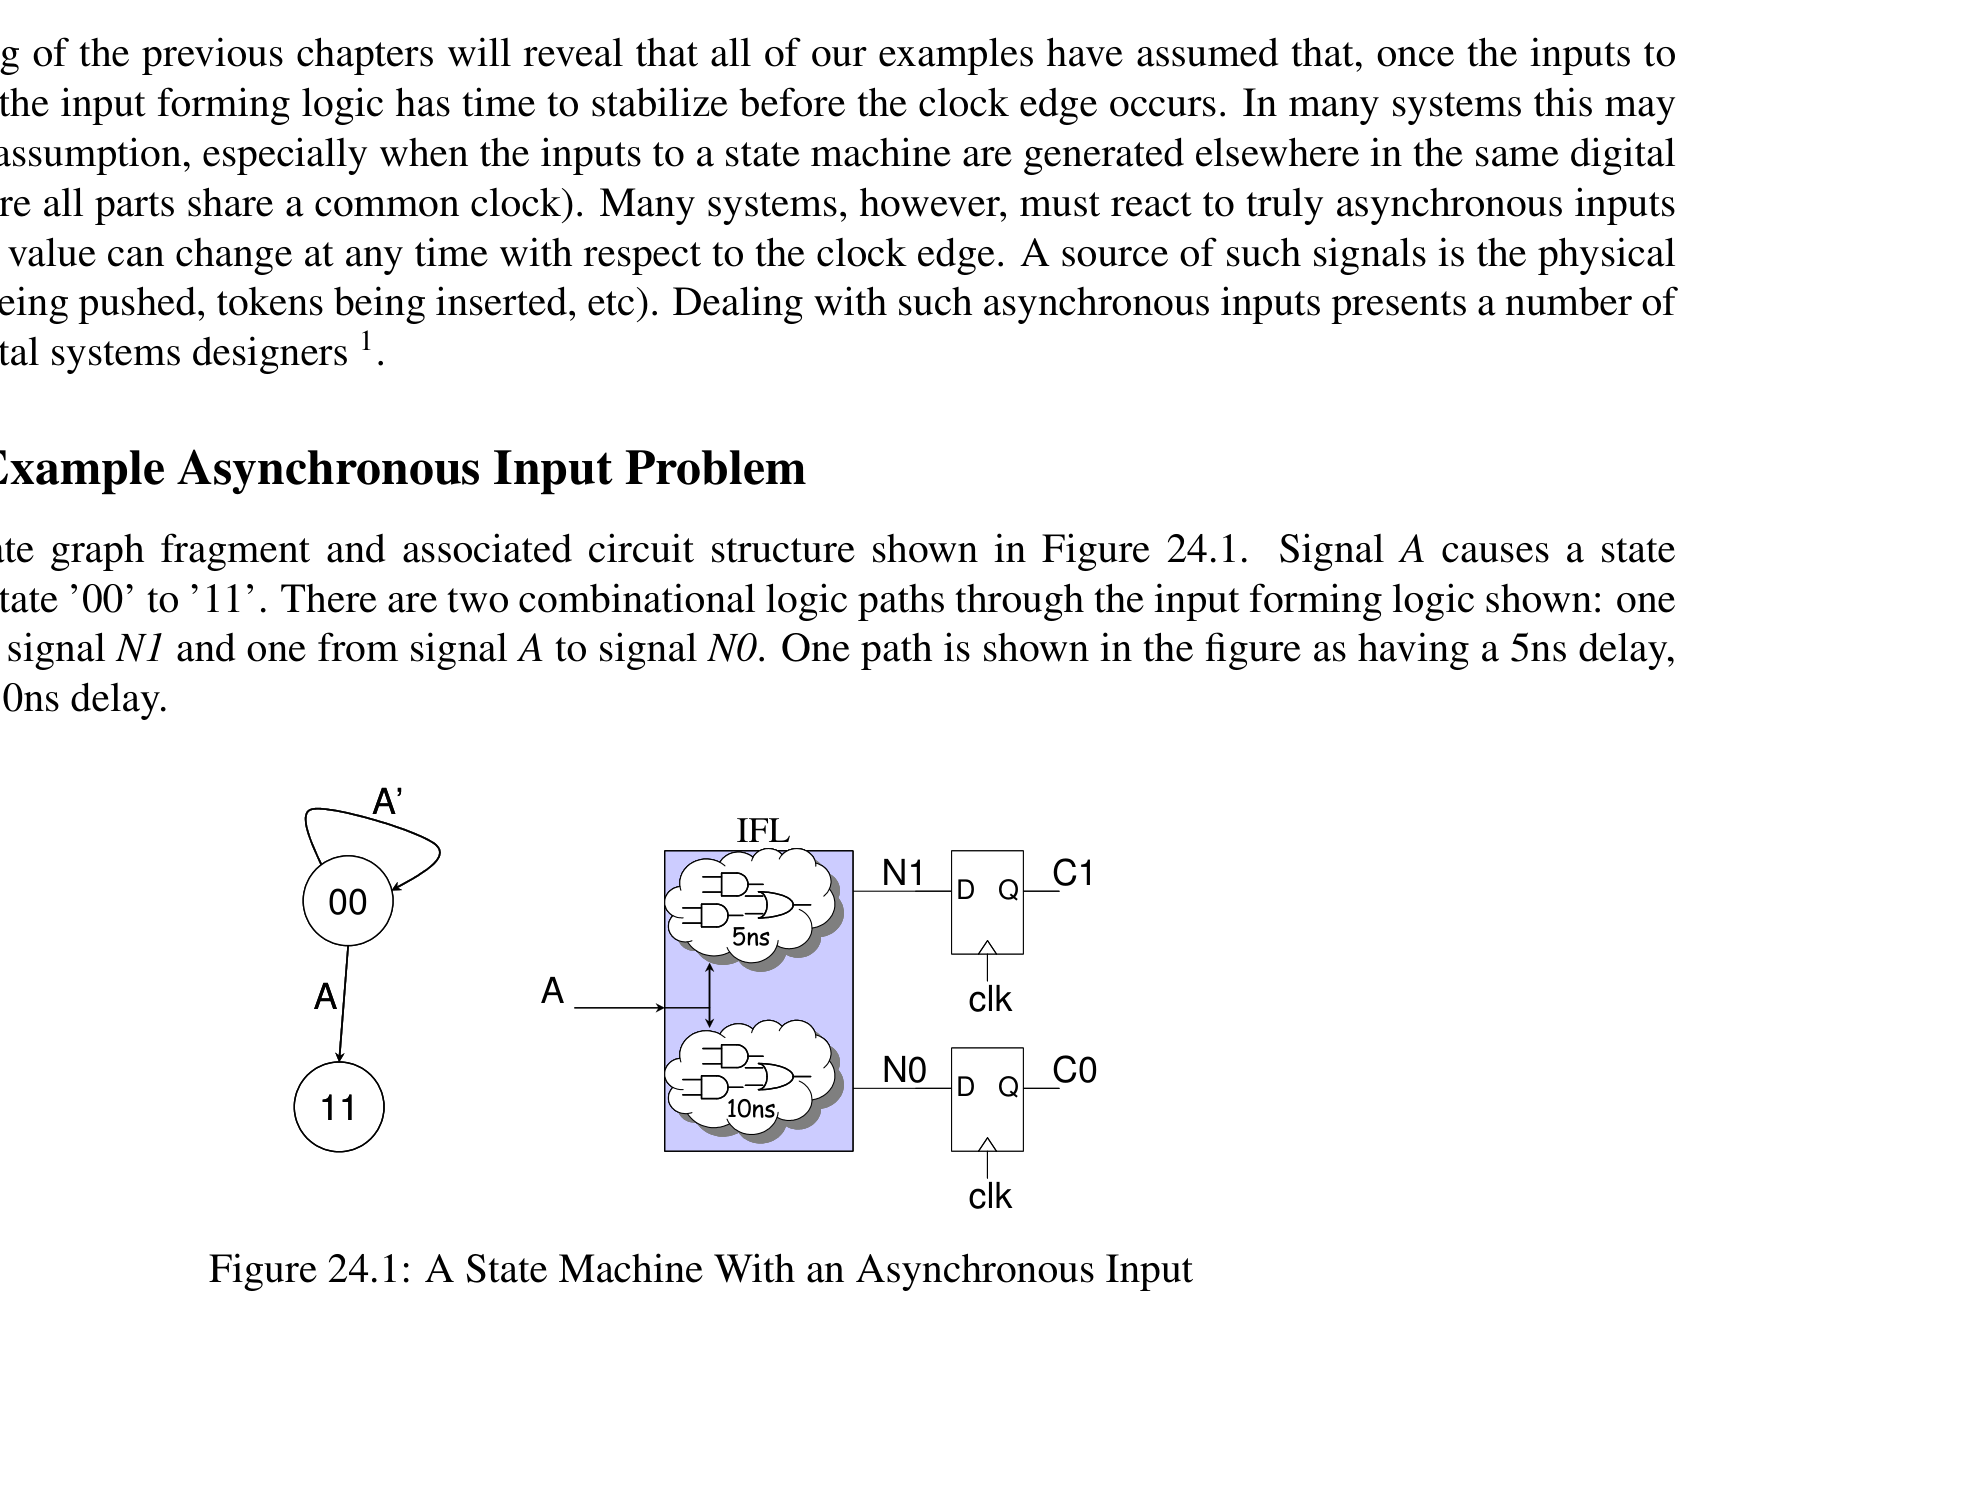 g of the previous chapters will reveal that all of our examples have assumed that, once the inputs to
the input forming logic has time to stabilize before the clock edge occurs. In many systems this may
assumption, especially when the inputs to a state machine are generated elsewhere in the same digital
re all parts share a common clock). Many systems, however, must react to truly asynchronous inputs
value can change at any time with respect to the clock edge. A source of such signals is the physical
eing pushed, tokens being inserted, etc). Dealing with such asynchronous inputs presents a number of
tal systems designers 1.
Example Asynchronous Input Problem
ate graph fragment and associated circuit structure shown in Figure 24.1. Signal A causes a state
tate ’00’ to ’11’. There are two combinational logic paths through the input forming logic shown: one
signal N1 and one from signal A to signal N0. One path is shown in the figure as having a 5ns delay,
0ns delay.
A’
00
A
11
IFL
5ns
A
10ns
N1
D Q
C1
clk
N0
D Q
C0
clk
Figure 24.1: A State Machine With an Asynchronous Input